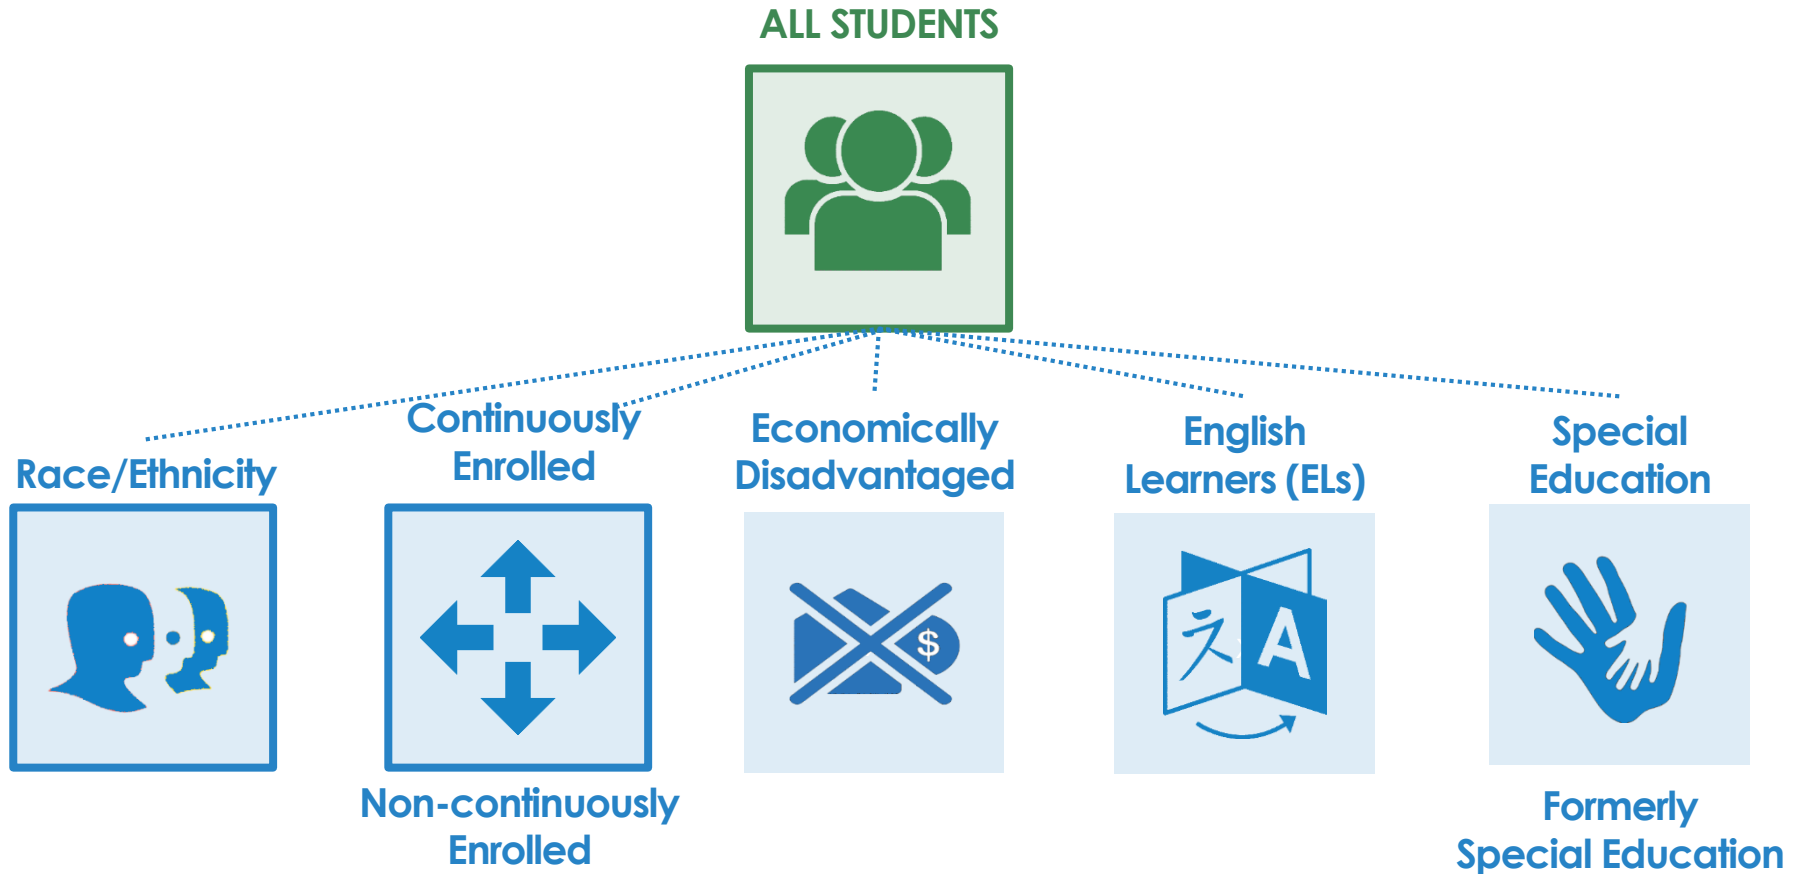 ALL STUDENTS
Race/Ethnicity
Continuously
Enrolled
Non-continuously
Enrolled
Economically
Disadvantaged
$
English
Learners (ELs)
A
Special
Education
Formerly
Special Education